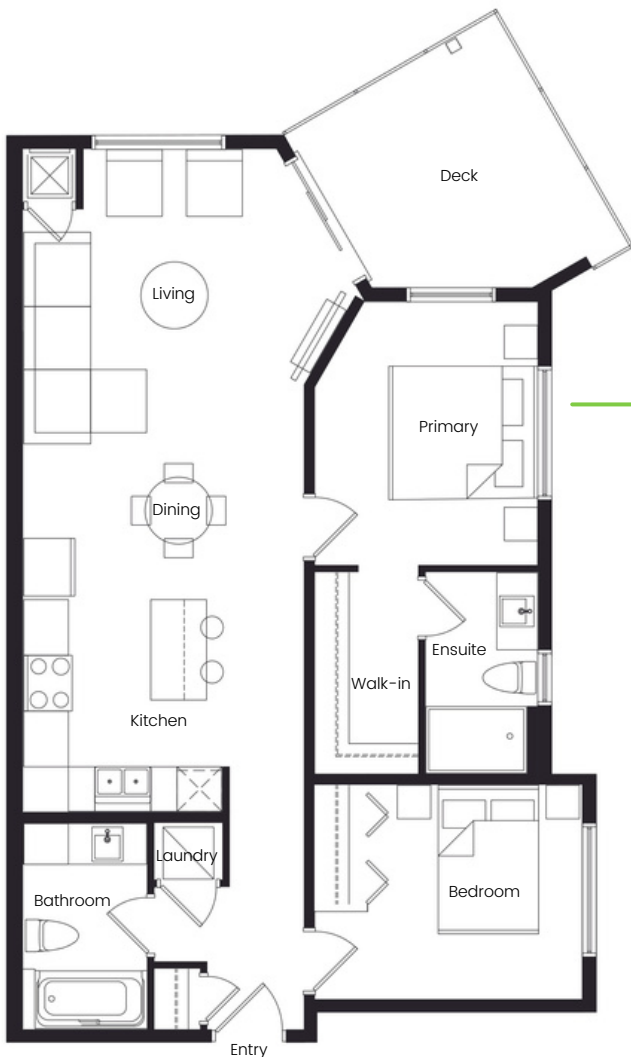 Deck
Living
Primary
Dining
Ensuite
Walk-in
Kitchen
Laundry
Bedroom
Bathroom
Entry